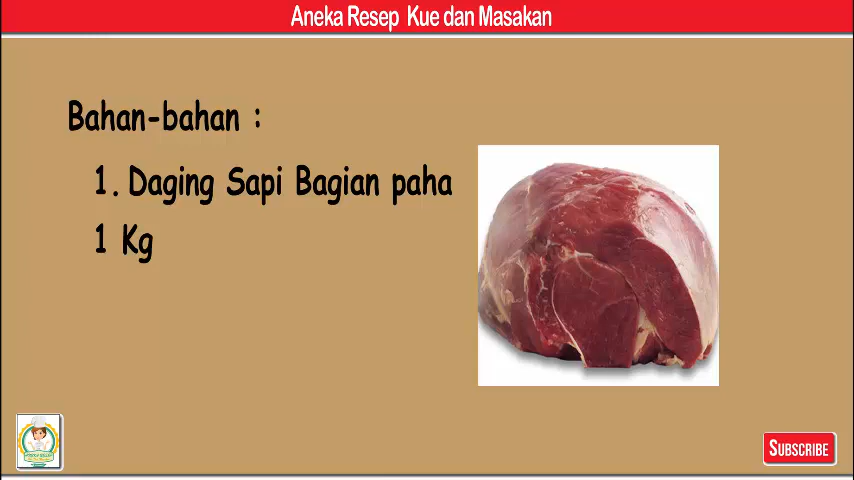 Aneka Resep Kue dan Masakan
Bahan-bahan :
1. Daging Sapi Bagian paha
1 Kg
SUBSCRIBE